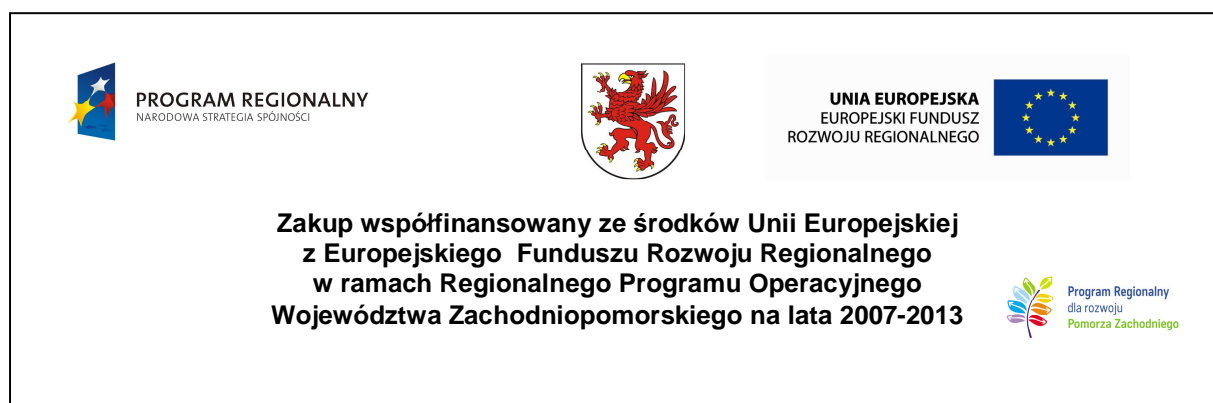 PROGRAM REGIONALNY
NARODOWA STRATEGIA SPÓJNOŚCI
UNIA EUROPEJSKA
EUROPEJSKI FUNDUSZ
ROZWOJU REGIONALNEGO
Zakup współfinansowany ze środków Unii Europejskiej
z Europejskiego Funduszu Rozwoju Regionalnego
w ramach Regionalnego Programu Operacyjnego
Województwa Zachodniopomorskiego na lata 2007-2013
Program Regionalny
dla rozwoju
Pomorza Zachodniego